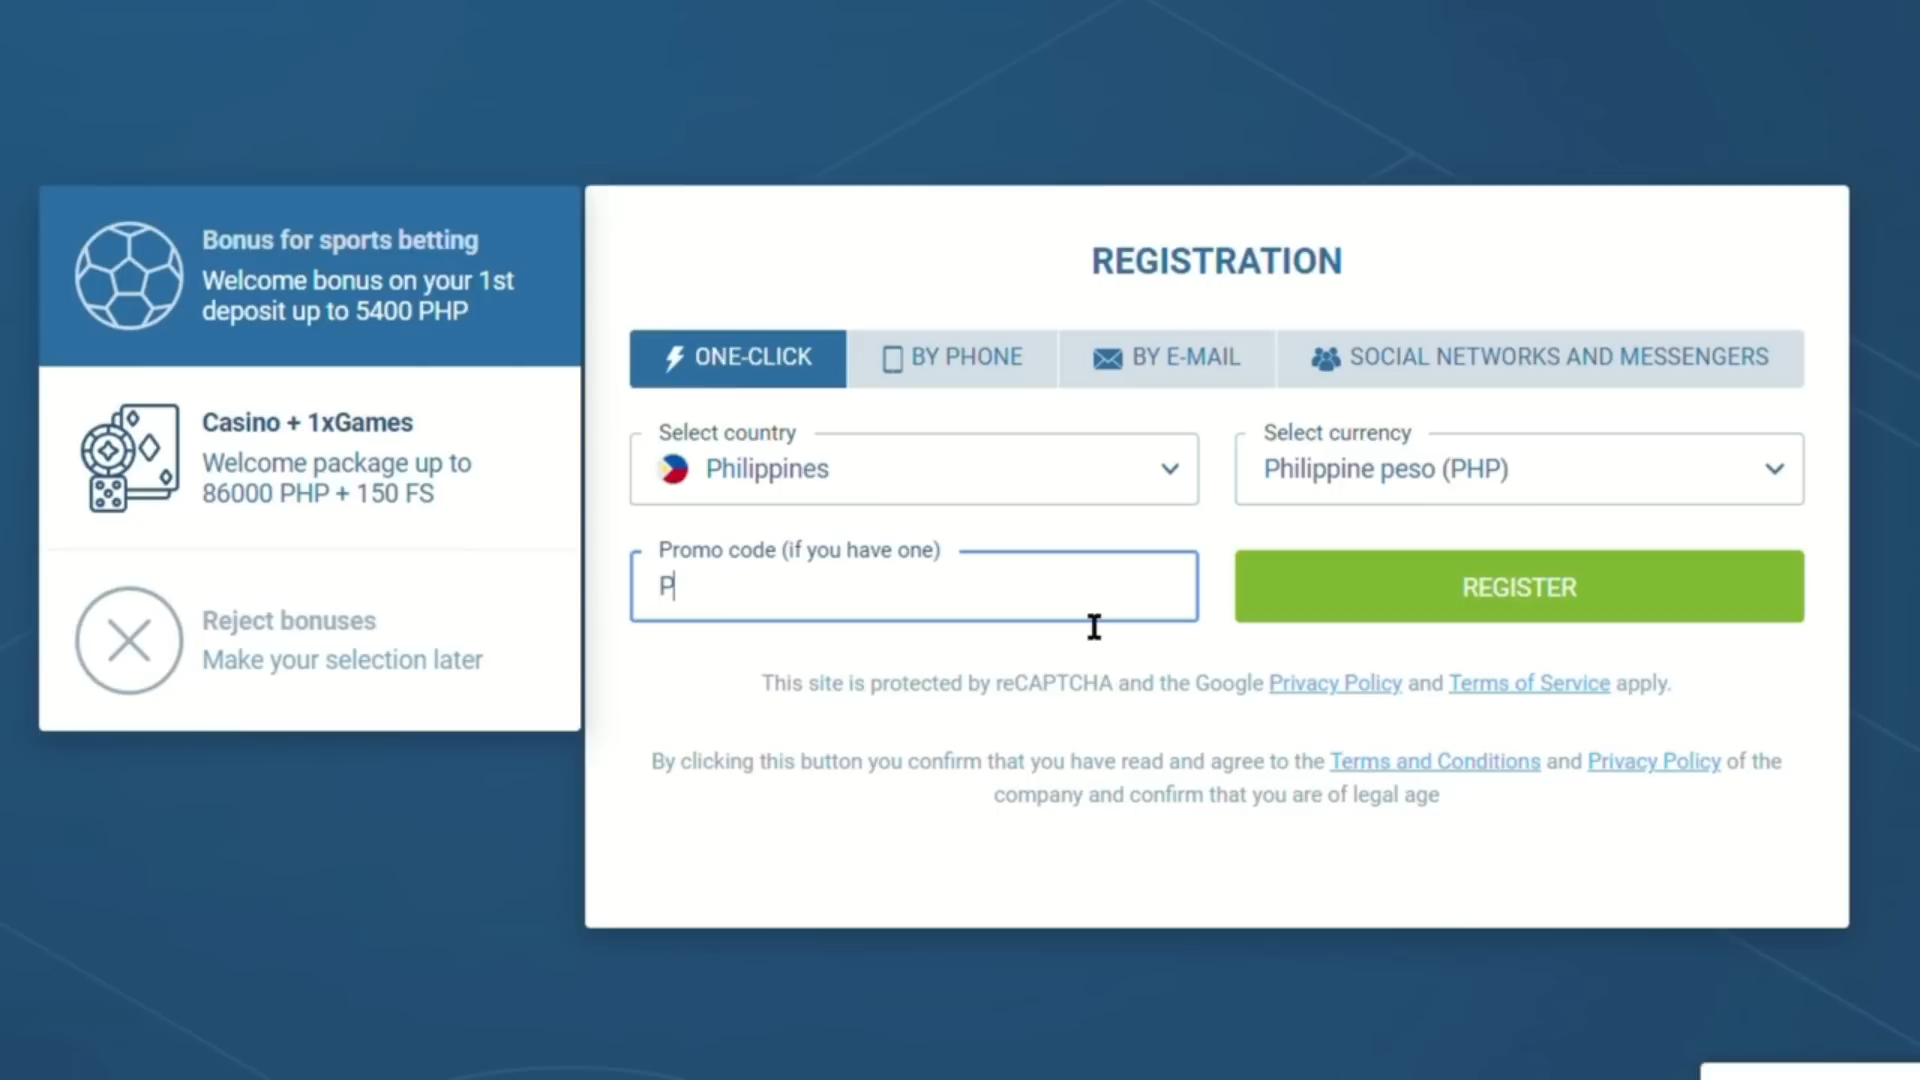 Bonus for sports betting
Welcome bonus on your 1st
deposit up to 5400 PHP
Casino + 1xGames
Welcome package up to
86000 PHP + 150 FS
Reject bonuses
Make your selection later
REGISTRATION
ONE-CLICK
BY PHONE
BY E-MAIL
SOCIAL NETWORKS AND MESSENGERS
Select country
Philippines
Select currency
Philippine peso (PHP)
Promo code (if you have one)
P
REGISTER
This site is protected by reCAPTCHA and the Google Privacy Policy and Terms of Service apply.
By clicking this button you confirm that you have read and agree to the Terms and Conditions and Privacy Policy of the
company and confirm that you are of legal age